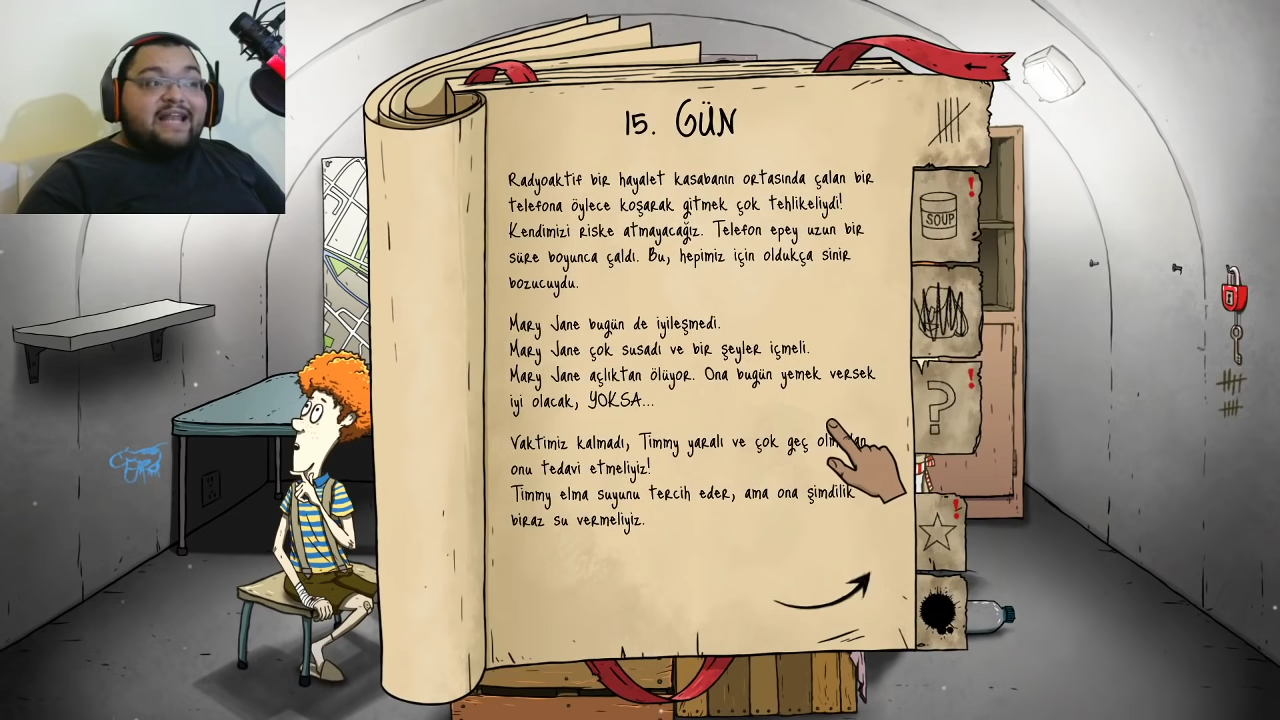 15. GÜN
Radyoaktif bir hayalet kasabanın ortasında çalan bir
telefona öylece koşarak gitmek çok tehlikeliydi!
Kendimizi riske atmayacağız. Telefon epey uzun bir
süre boyunca çaldı. Bu, hepimiz için oldukça sinir
bozucuydu.
Mary Jane bugün de iyileşmedi.
Mary Jane çok susadı ve bir şeyler içmeli.
Mary Jane açlıktan ölüyor. Ona bugün yemek versek
iyi olacak, YOKSA...
Vaktimiz kalmadı, Timmy yaralı ve çok geç
onu tedavi etmeliyiz!
Timmy elma suyunu tercih eder, ama ona şimdilik
biraz su vermeliyiz.
!
SOUP
?
!
!